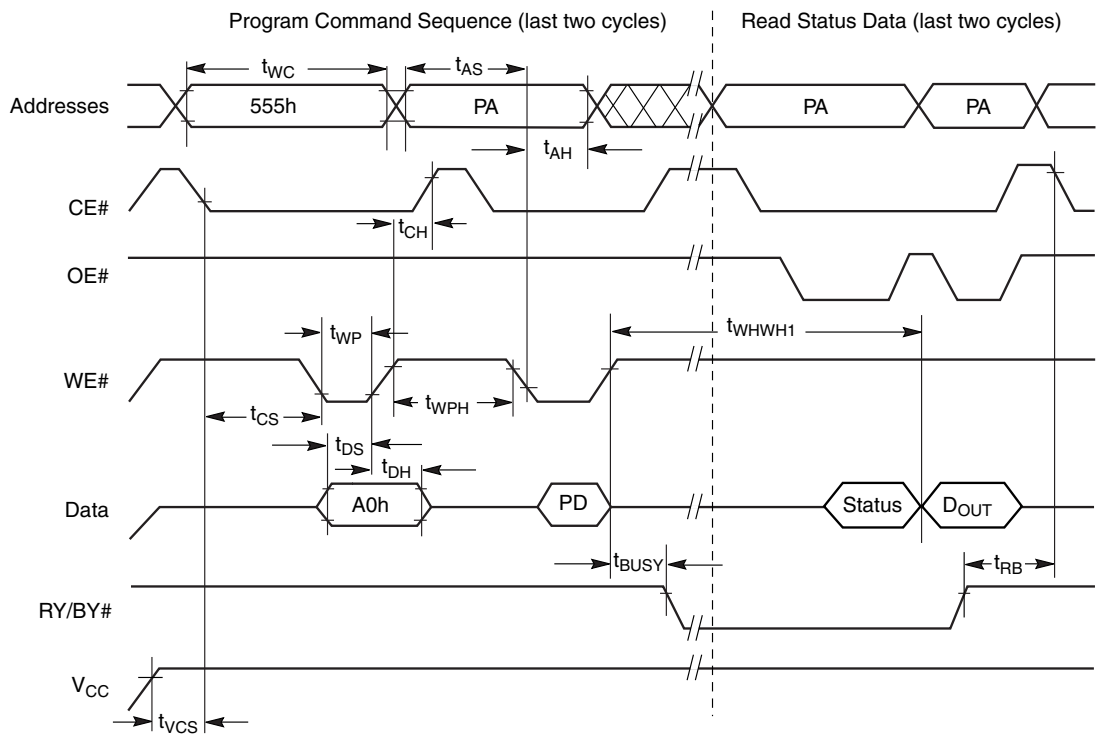 Program Command Sequence (last two cycles)
Read Status Data (last two cycles)
tWC
tAS
Addresses
555h
PA
PA
PA
tAH
CE#
tCH
OE#
tWP
tWHWH1
WE#
tWPH
tCS
tDS
tDH
Data
A0h
PD
Status
DOUT
tBUSY
tRB
RY/BY#
VCC
tVCS